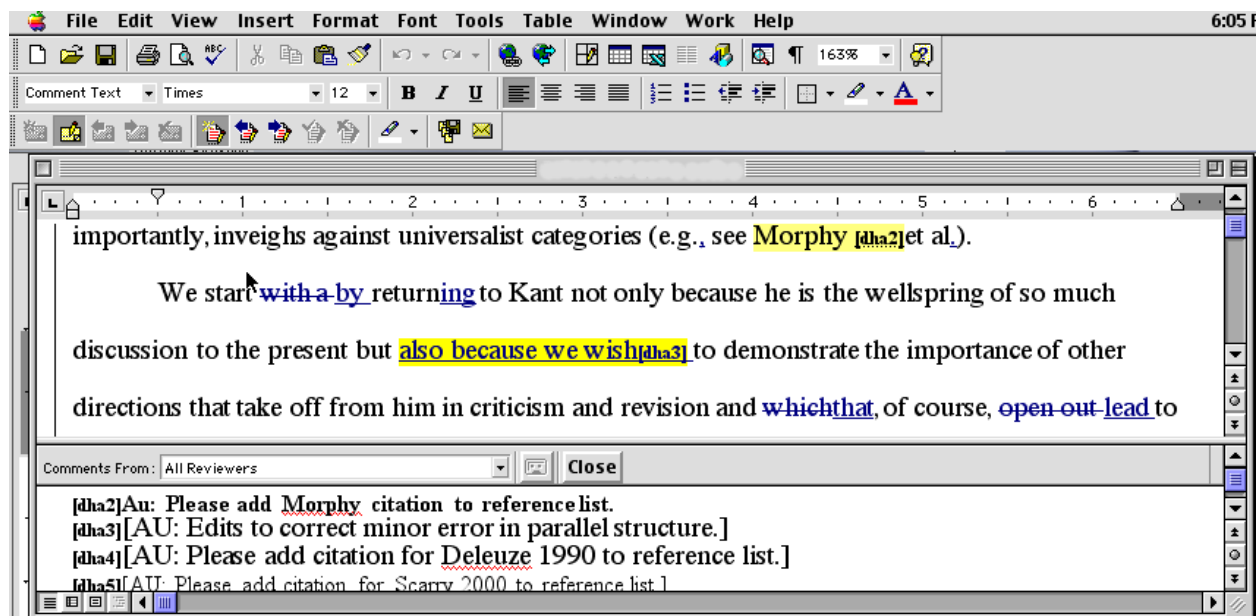 File Edit View Insert Format Font Tools Table Window Work Help 6:05
163%
Comment Text Times 12 B I U A
1 2 3 4 5 6
importantly, inveighs against universalist categories (e.g., see Morphy [dha2]et al.).
We start with a by returning to Kant not only because he is the wellspring of so much
discussion to the present but also because we wish[dha3] to demonstrate the importance of other
directions that take off from him in criticism and revision and whichthat, of course, open out lead to
Comments From: All Reviewers Close
[dha2]Au: Please add Morphy citation to reference list.
[dha3][AU: Edits to correct minor error in parallel structure.]
[dha4][AU: Please add citation for Deleuze 1990 to reference list.]
[dha5][AU: Please add citation for Scarry 2000 to reference list.]